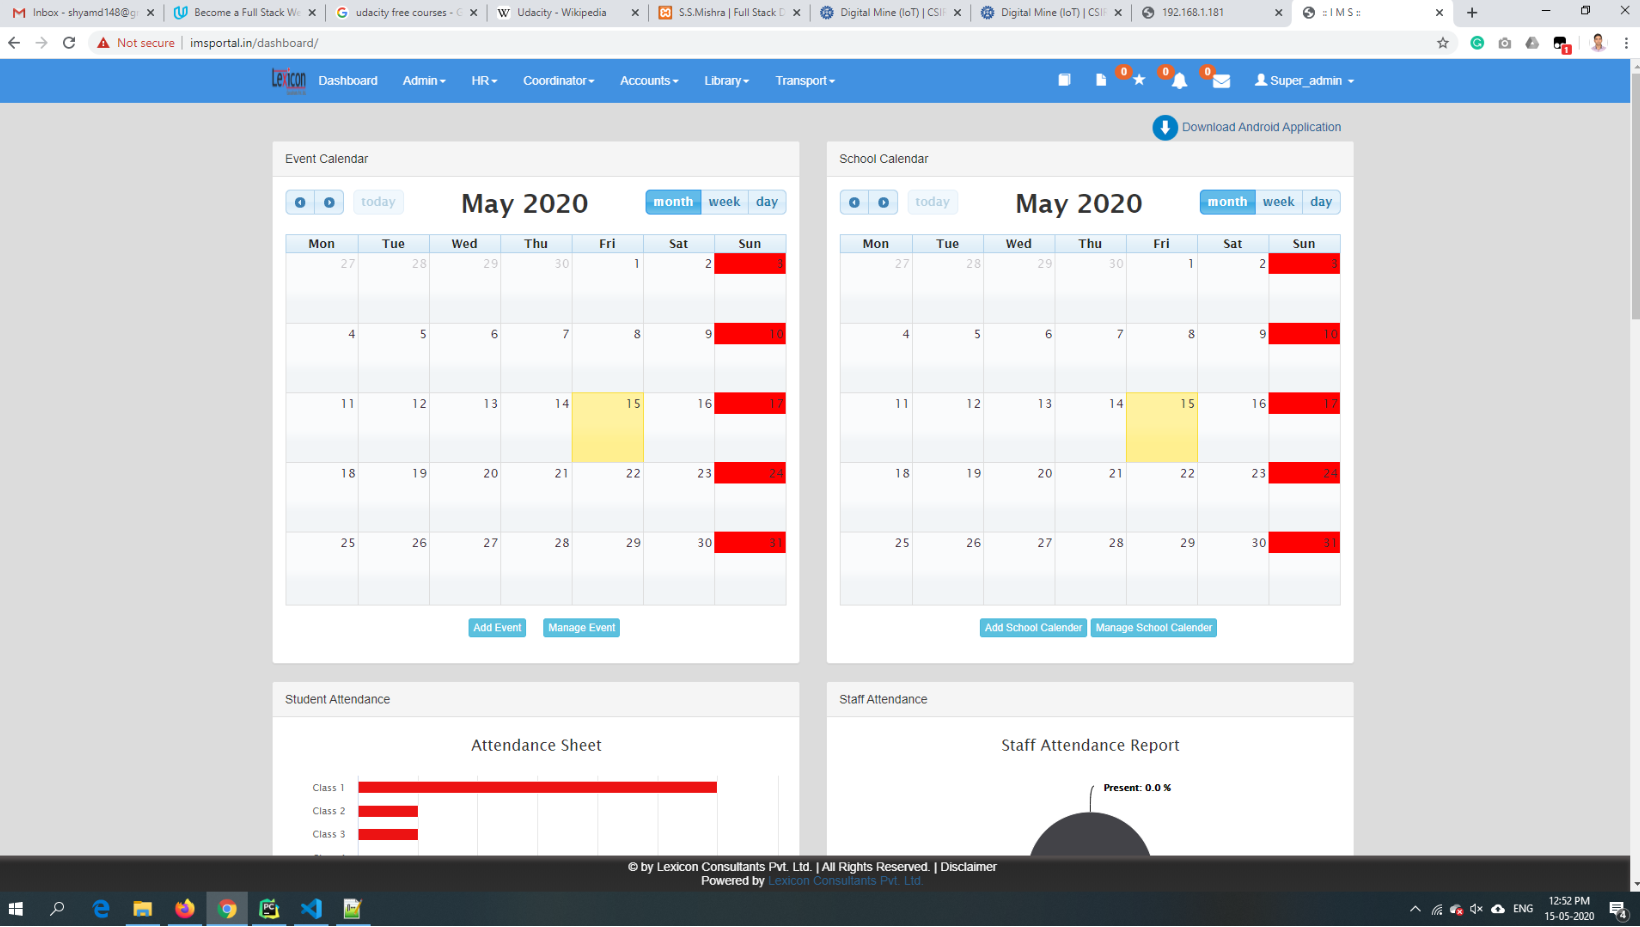 Inbox - shyamd148@gm
Become a Full Stack We
udacity free courses - G
Udacity - Wikipedia
S.S.Mishra | Full Stack D
Digital Mine (IoT) | CSIF
Digital Mine (IoT) | CSIF
192.168.1.181
:: I M S ::
Not secure | imsportal.in/dashboard/
Lexicon Dashboard Admin HR Coordinator Accounts Library Transport 0 0 0 Super_admin
Download Android Application
Event Calendar
today May 2020 month week day
Mon Tue Wed Thu Fri Sat Sun
27 28 29 30 1 2 3
4 5 6 7 8 9 10
11 12 13 14 15 16 17
18 19 20 21 22 23 24
25 26 27 28 29 30 31
Add Event Manage Event
School Calendar
today May 2020 month week day
Mon Tue Wed Thu Fri Sat Sun
27 28 29 30 1 2 3
4 5 6 7 8 9 10
11 12 13 14 15 16 17
18 19 20 21 22 23 24
25 26 27 28 29 30 31
Add School Calender Manage School Calender
Student Attendance
Attendance Sheet
Class 1
Class 2
Class 3
Staff Attendance
Staff Attendance Report
Present: 0.0 %
© by Lexicon Consultants Pvt. Ltd. | All Rights Reserved. | Disclaimer
Powered by Lexicon Consultants Pvt. Ltd.
ENG
12:52 PM
15-05-2020
4